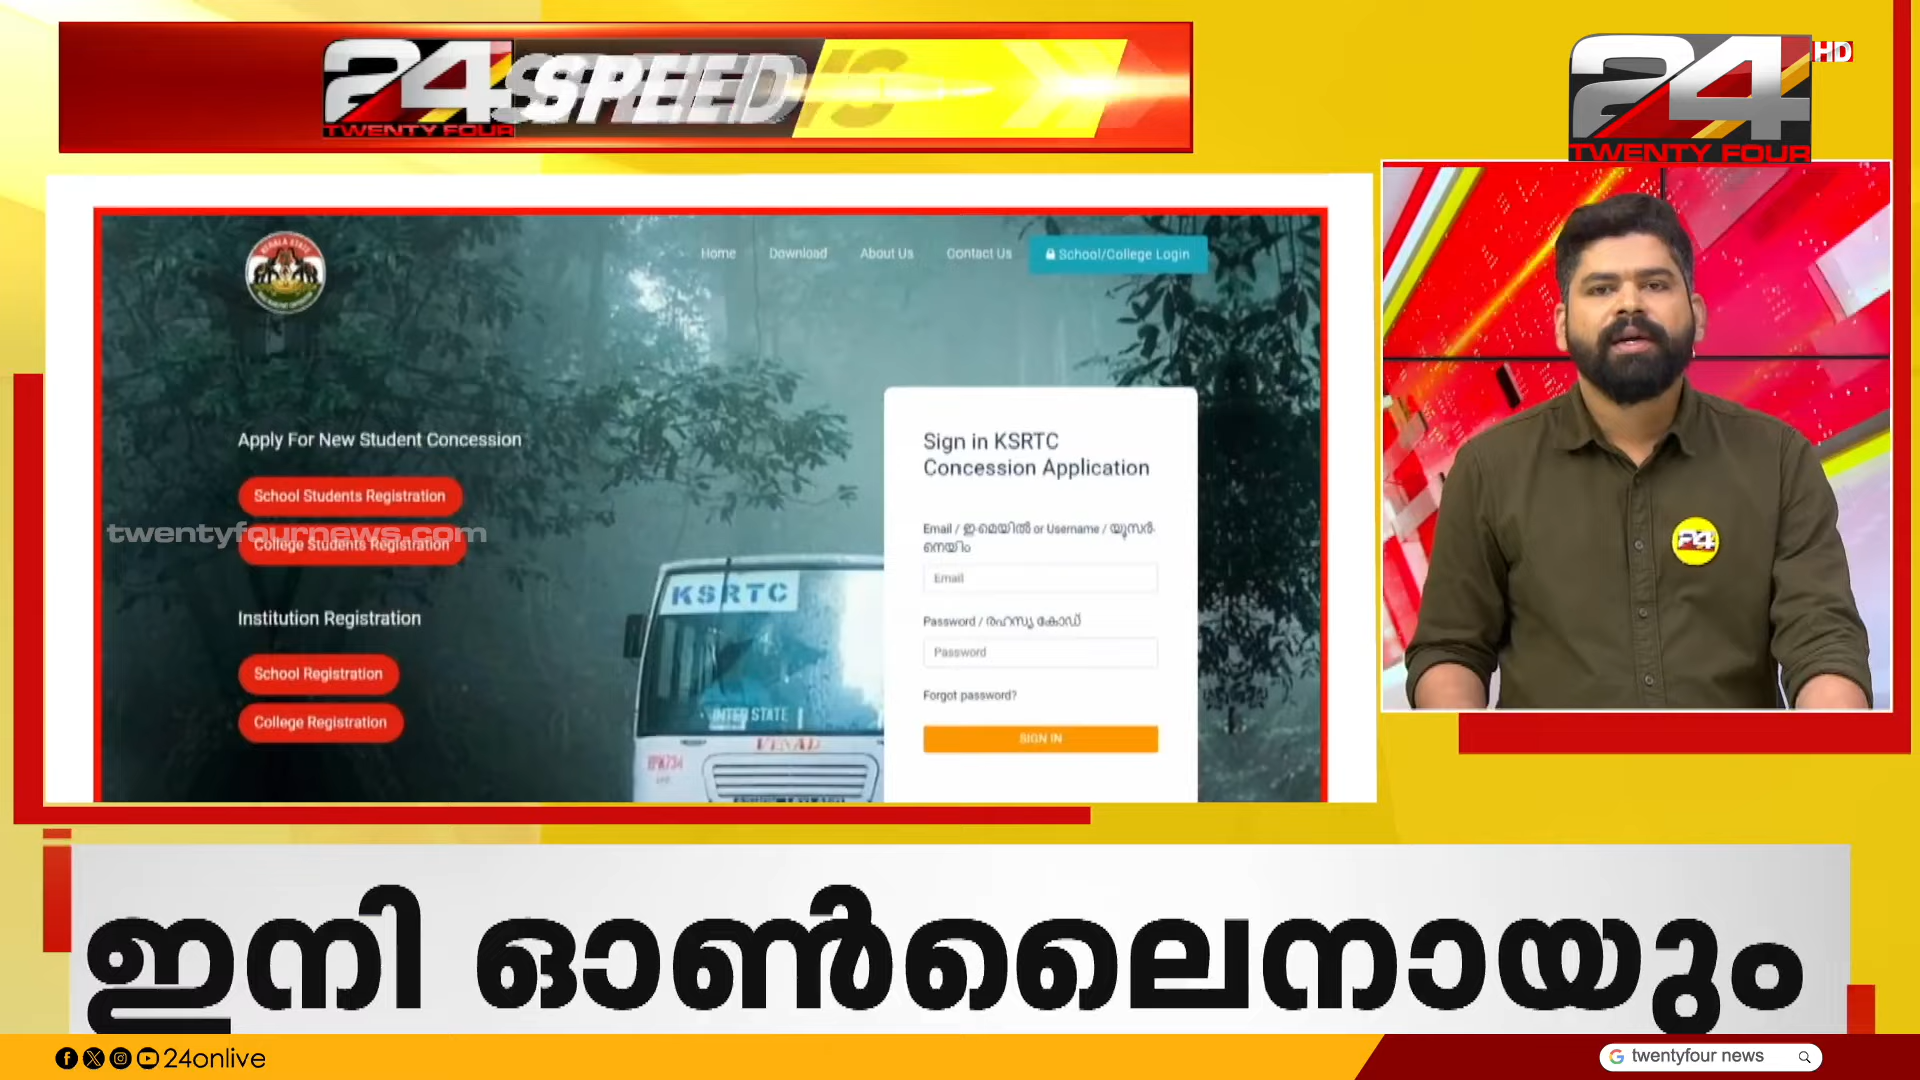 24 SPEED
TWENTY FOUR
24 HD
TWENTY FOUR
Home Download About Us Contact Us School/College Login
Apply For New Student Concession
School Students Registration
twentyfournews.com
College Students Registration
Institution Registration
School Registration
College Registration
KSRTC
INTER STATE
VENAD
Sign in KSRTC
Concession Application
Email / ഇ-മെയിൽ or Username / യൂസർ
നെയിം
Email
Password / രഹസ്യ കോഡ്
Password
Forgot password?
SIGN IN
24
ഇനി ഓൺലൈനായും
24onlive
twentyfour news